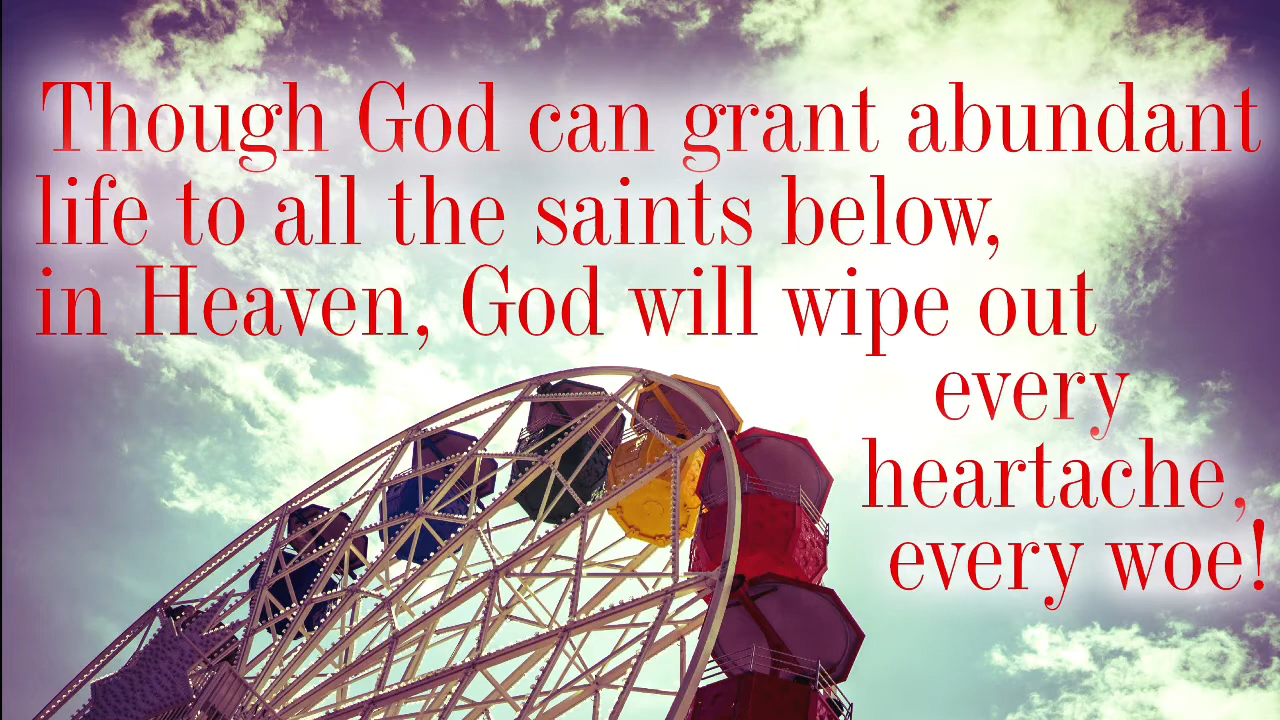 Though God can grant abundant
life to all the saints below,
in Heaven, God will wipe out
every
heartache,
every woe!